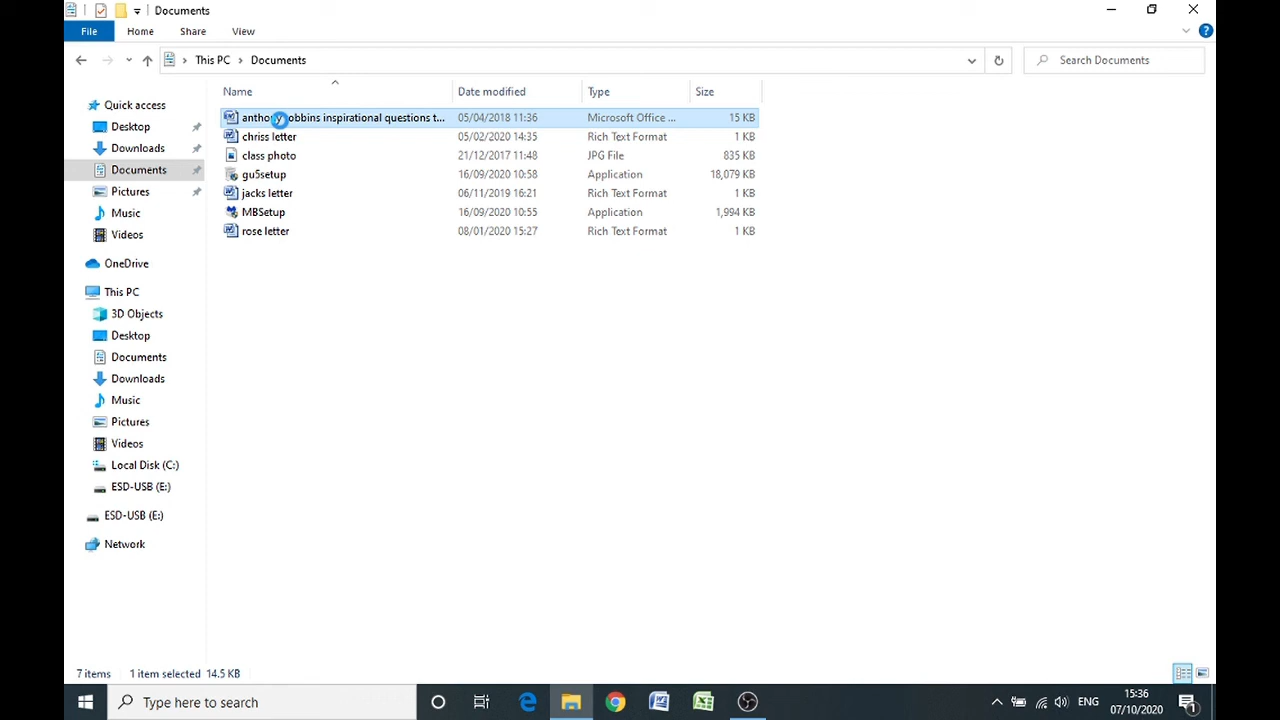 Documents
File Home Share View
This PC Documents
Search Documents
Name Date modified Type Size
Quick access
Desktop
Downloads
Documents
Pictures
Music
Videos
OneDrive
This PC
3D Objects
Desktop
Documents
Downloads
Music
Pictures
Videos
Local Disk (C:)
ESD-USB (E:)
ESD-USB (E:)
Network
inspirational questions t... 05/04/2018 11:36 Microsoft Office ... 15 KB
chriss letter 05/02/2020 14:35 Rich Text Format 1 KB
class photo 21/12/2017 11:48 JPG File 835 KB
gu5setup 16/09/2020 10:58 Application 18,079 KB
jacks letter 06/11/2019 16:21 Rich Text Format 1 KB
MBSetup 16/09/2020 10:55 Application 1,994 KB
rose letter 08/01/2020 15:27 Rich Text Format 1 KB
7 items 1 item selected 14.5 KB
Type here to search
ENG
15:36
07/10/2020
1